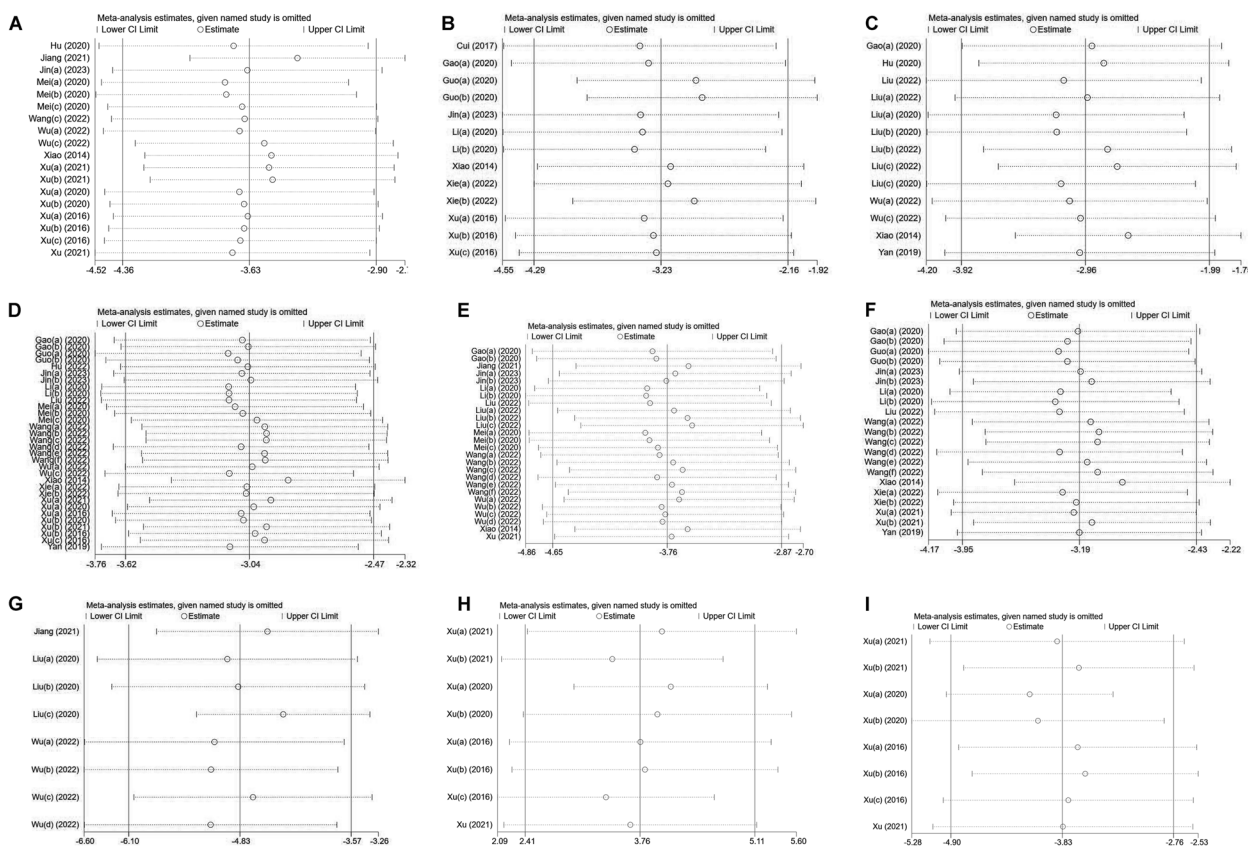 A
Meta-analysis estimates, given named study is omitted
Lower CI Limit Estimate Upper CI Limit
Hu (2020)
Jiang (2021)
Jin(a) (2023)
Mei(a) (2020)
Mei(b) (2020)
Mei(c) (2020)
Wang(c) (2022)
Wu(a) (2022)
Wu(c) (2022)
Xiao (2014)
Xu(a) (2021)
Xu(b) (2021)
Xu(a) (2020)
Xu(b) (2020)
Xu(a) (2016)
Xu(b) (2016)
Xu(c) (2016)
Xu (2021)
-4.52 -4.36 -3.63 -2.90 -2.
B
Meta-analysis estimates, given named study is omitted
Lower CI Limit Estimate Upper CI Limit
Cui (2017)
Gao(a) (2020)
Guo(a) (2020)
Guo(b) (2020)
Jin(a) (2023)
Li(a) (2020)
Li(b) (2020)
Xiao (2014)
Xie(a) (2022)
Xie(b) (2022)
Xu(a) (2016)
Xu(b) (2016)
Xu(c) (2016)
-4.55 -4.29 -3.23 -2.16 -1.92
C
Meta-analysis estimates, given named study is omitted
Lower CI Limit Estimate Upper CI Limit
Gao(a) (2020)
Hu (2020)
Liu (2022)
Liu(a) (2022)
Liu(a) (2020)
Liu(b) (2020)
Liu(b) (2022)
Liu(c) (2022)
Liu(c) (2020)
Wu(a) (2022)
Wu(c) (2022)
Xiao (2014)
Yan (2019)
-4.20 -3.92 -2.96 -1.99
D
Meta-analysis estimates, given named study is omitted
Lower CI Limit Estimate Upper CI Limit
Gao(a) (2020)
Gao(b) (2020)
Guo(a) (2020)
Guo(b) (2020)
Hu (2022)
Jin(a) (2023)
Jin(b) (2023)
Li(a) (2020)
Li(b) (2020)
Liu (2022)
Mei(a) (2020)
Mei(b) (2020)
Mei(c) (2020)
Wang(a) (2022)
Wang(b) (2022)
Wang(c) (2022)
Wang(d) (2022)
Wang(e) (2022)
Wang(f) (2022)
Wu(a) (2022)
Wu(c) (2022)
Xiao (2014)
Xie(a) (2022)
Xie(b) (2022)
Xu(a) (2021)
Xu(a) (2020)
Xu(a) (2016)
Xu(b) (2020)
Xu(b) (2021)
Xu(b) (2016)
Xu(c) (2016)
Yan (2019)
-3.76 -3.62 -3.04 -2.47 -2.32
E
Meta-analysis estimates, given named study is omitted
Lower CI Limit Estimate Upper CI Limit
Gao(a) (2020)
Gao(b) (2020)
Jiang (2021)
Jin(a) (2023)
Jin(b) (2023)
Li(a) (2020)
Li(b) (2020)
Liu (2022)
Liu(a) (2022)
Liu(b) (2022)
Liu(c) (2022)
Mei(a) (2020)
Mei(b) (2020)
Mei(c) (2020)
Wang(a) (2022)
Wang(b) (2022)
Wang(c) (2022)
Wang(d) (2022)
Wang(e) (2022)
Wang(f) (2022)
Wu(a) (2022)
Wu(b) (2022)
Wu(c) (2022)
Wu(d) (2022)
Xiao (2014)
Xu (2021)
-4.86 -4.65 -3.76 -2.87 -2.70
F
Meta-analysis estimates, given named study is omitted
Lower CI Limit Estimate Upper CI Limit
Gao(a) (2020)
Gao(b) (2020)
Guo(a) (2020)
Guo(b) (2020)
Jin(a) (2023)
Jin(b) (2023)
Li(a) (2020)
Li(b) (2020)
Liu (2022)
Wang(a) (2022)
Wang(b) (2022)
Wang(c) (2022)
Wang(d) (2022)
Wang(e) (2022)
Wang(f) (2022)
Xiao (2014)
Xie(a) (2022)
Xie(b) (2022)
Xu(a) (2021)
Xu(b) (2021)
Yan (2019)
-4.17 -3.95 -3.19 -2.43 -2.22
G
Meta-analysis estimates, given named study is omitted
Lower CI Limit Estimate Upper CI Limit
Jiang (2021)
Liu(a) (2020)
Liu(b) (2020)
Liu(c) (2020)
Wu(a) (2022)
Wu(b) (2022)
Wu(c) (2022)
Wu(d) (2022)
-6.60 -6.10 -4.83 -3.57 -3.26
H
Meta-analysis estimates, given named study is omitted
Lower CI Limit Estimate Upper CI Limit
Xu(a) (2021)
Xu(b) (2021)
Xu(a) (2020)
Xu(b) (2020)
Xu(a) (2016)
Xu(b) (2016)
Xu(c) (2016)
Xu (2021)
2.09 2.41 3.76 5.11 5.60
I
Meta-analysis estimates, given named study is omitted
Lower CI Limit Estimate Upper CI Limit
Xu(a) (2021)
Xu(b) (2021)
Xu(a) (2020)
Xu(b) (2020)
Xu(a) (2016)
Xu(b) (2016)
Xu(c) (2016)
Xu (2021)
-5.28 -4.90 -3.83 -2.76 -2.53